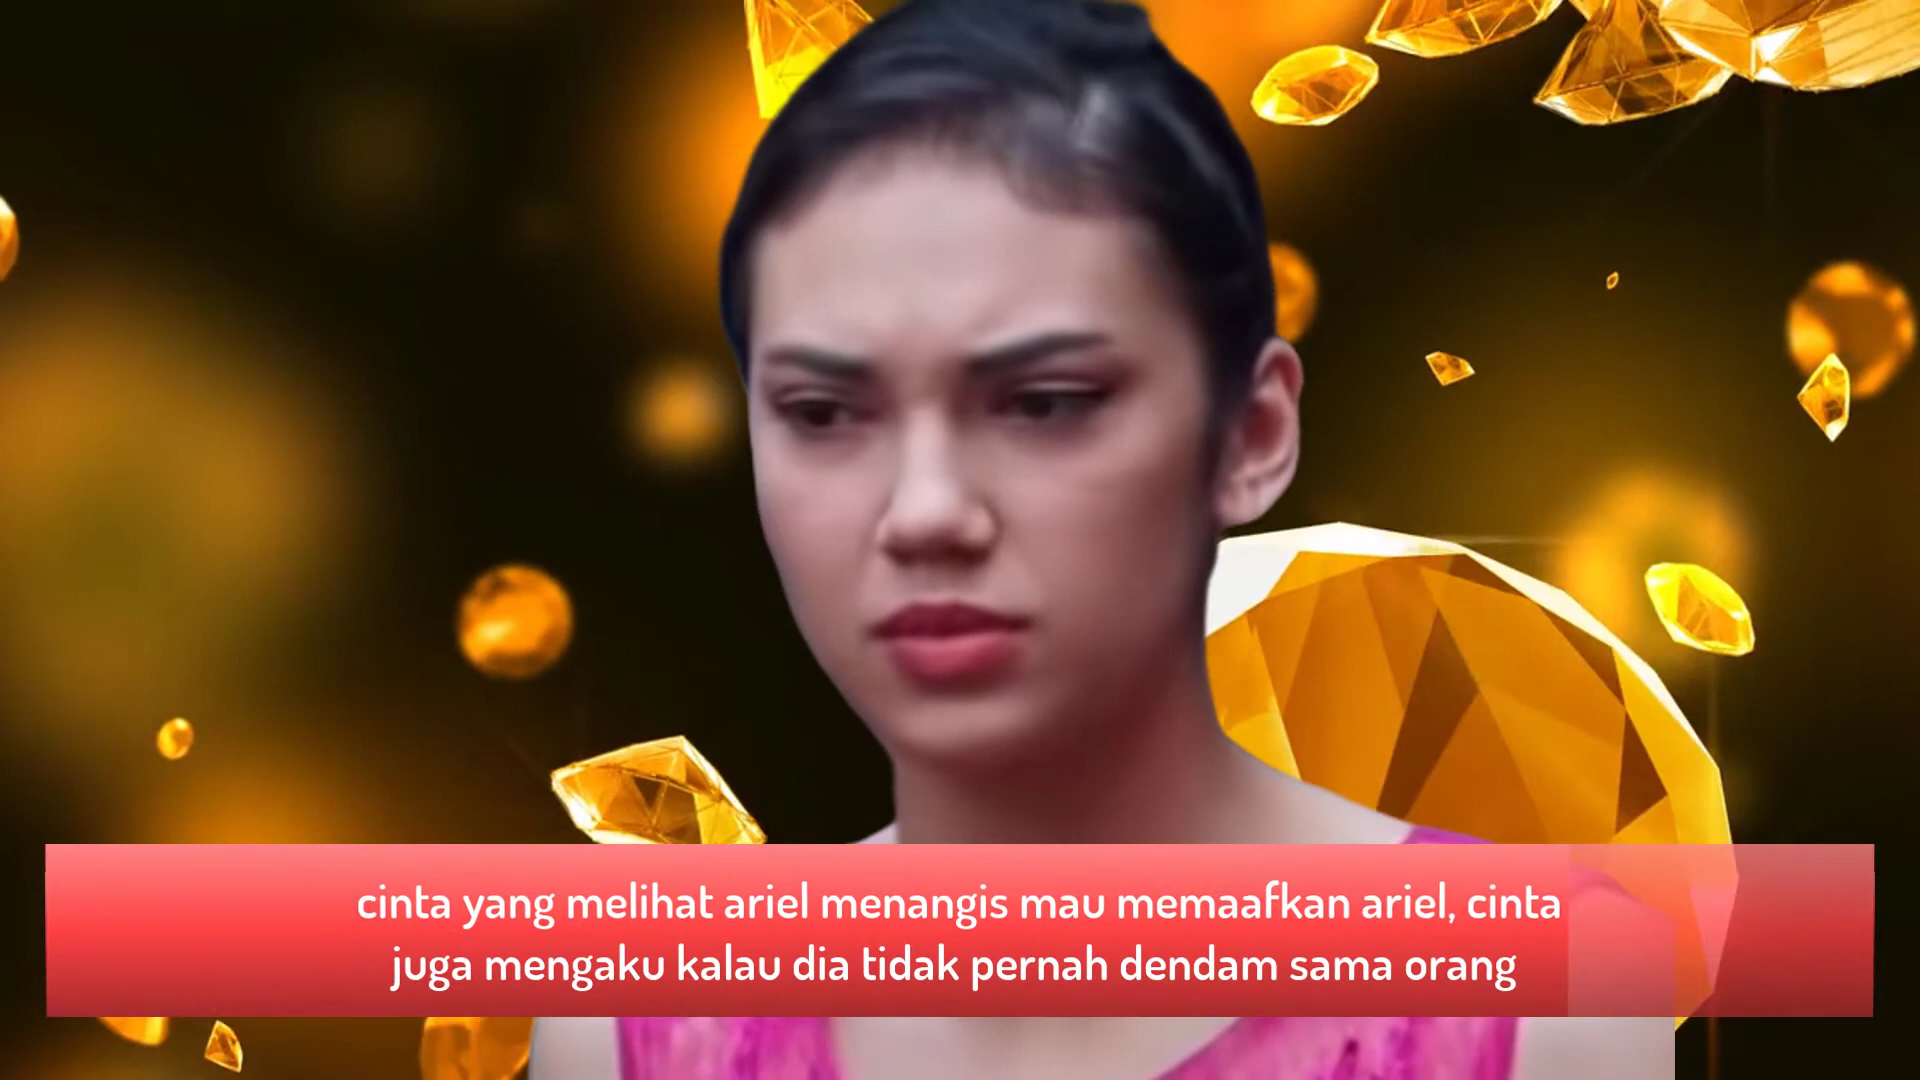 cinta yang melihat ariel menangis mau memaafkan ariel, cinta
juga mengaku kalau dia tidak pernah dendam sama orang